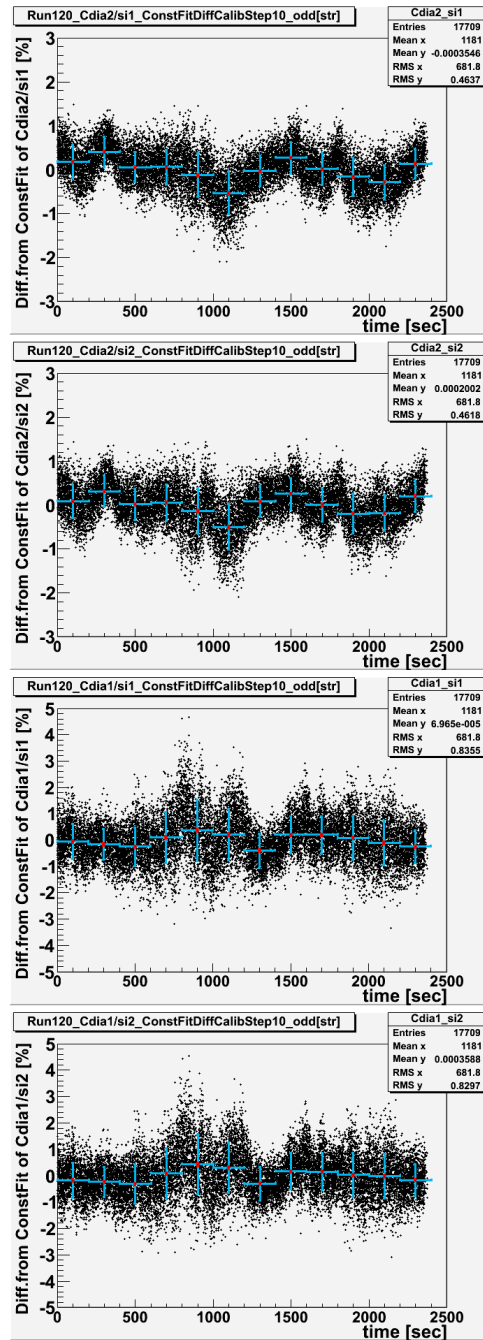 Run120_Cdia2/si1_ConstFitDiffCalibStep10_odd[str]
Cdia2_si1
Entries 17709
Mean x 1181
Mean y -0.0003546
RMS x 681.8
RMS y 0.4637
Diff.from ConstFit of Cdia2/si1 [%]
3
2
1
0
-1
-2
-3
0 500 1000 1500 2000 2500
time [sec]
Run120_Cdia2/si2_ConstFitDiffCalibStep10_odd[str]
Cdia2_si2
Entries 17709
Mean x 1181
Mean y 0.0002002
RMS x 681.8
RMS y 0.4618
Diff.from ConstFit of Cdia2/si2 [%]
3
2
1
0
-1
-2
-3
0 500 1000 1500 2000 2500
time [sec]
Run120_Cdia1/si1_ConstFitDiffCalibStep10_odd[str]
Cdia1_si1
Entries 17709
Mean x 1181
Mean y 6.965e-005
RMS x 681.8
RMS y 0.8355
Diff.from ConstFit of Cdia1/si1 [%]
5
4
3
2
1
0
-1
-2
-3
-4
-5
0 500 1000 1500 2000 2500
time [sec]
Run120_Cdia1/si2_ConstFitDiffCalibStep10_odd[str]
Cdia1_si2
Entries 17709
Mean x 1181
Mean y 0.0003588
RMS x 681.8
RMS y 0.8297
Diff.from ConstFit of Cdia1/si2 [%]
5
4
3
2
1
0
-1
-2
-3
-4
-5
0 500 1000 1500 2000 2500
time [sec]